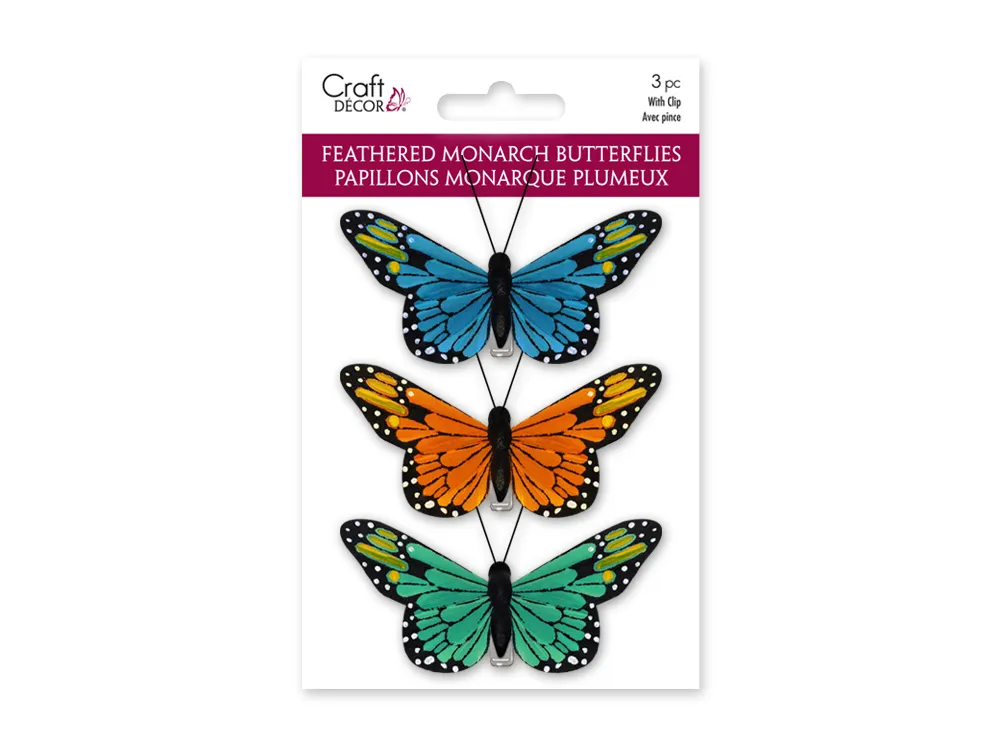 Craft
DÉCOR®
3 pc
With Clip
Avec pince
FEATHERED MONARCH BUTTERFLIES
PAPILLONS MONARQUE PLUMEUX